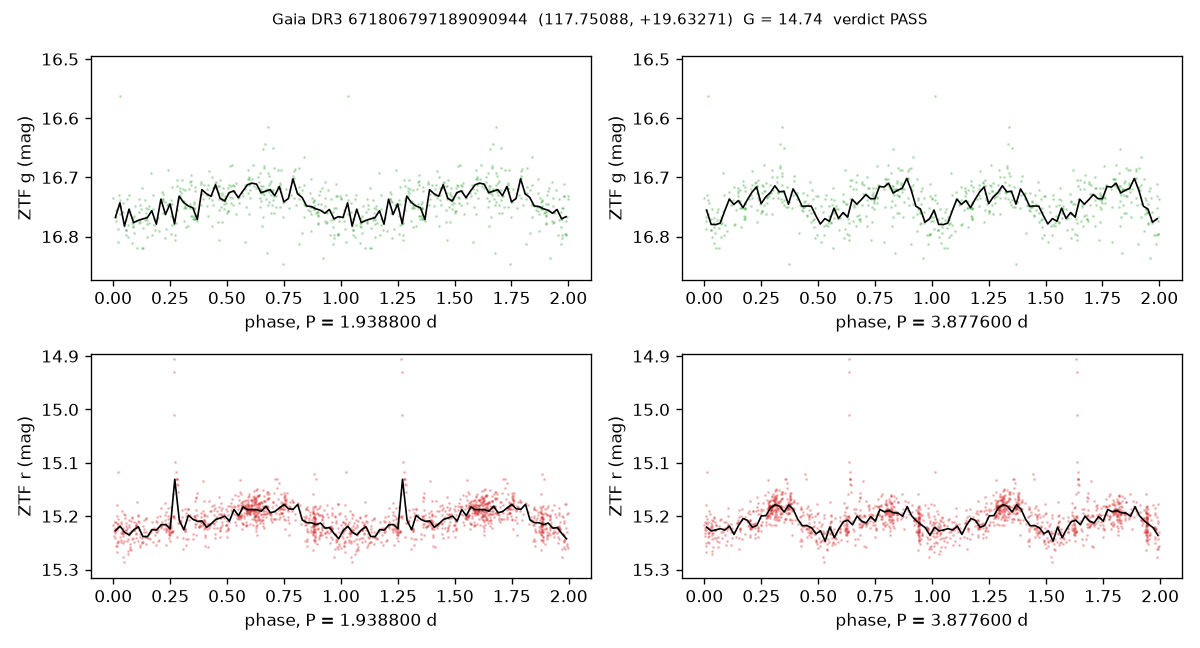 Gaia DR3 671806797189090944 (117.75088, +19.63271) G = 14.74 verdict PASS
ZTF g (mag)
16.5
16.6
16.7
16.8
0.00 0.25 0.50 0.75 1.00 1.25 1.50 1.75 2.00
phase, P = 1.938800 d
ZTF g (mag)
16.5
16.6
16.7
16.8
0.00 0.25 0.50 0.75 1.00 1.25 1.50 1.75 2.00
phase, P = 3.877600 d
ZTF r (mag)
14.9
15.0
15.1
15.2
15.3
0.00 0.25 0.50 0.75 1.00 1.25 1.50 1.75 2.00
phase, P = 1.938800 d
ZTF r (mag)
14.9
15.0
15.1
15.2
15.3
0.00 0.25 0.50 0.75 1.00 1.25 1.50 1.75 2.00
phase, P = 3.877600 d